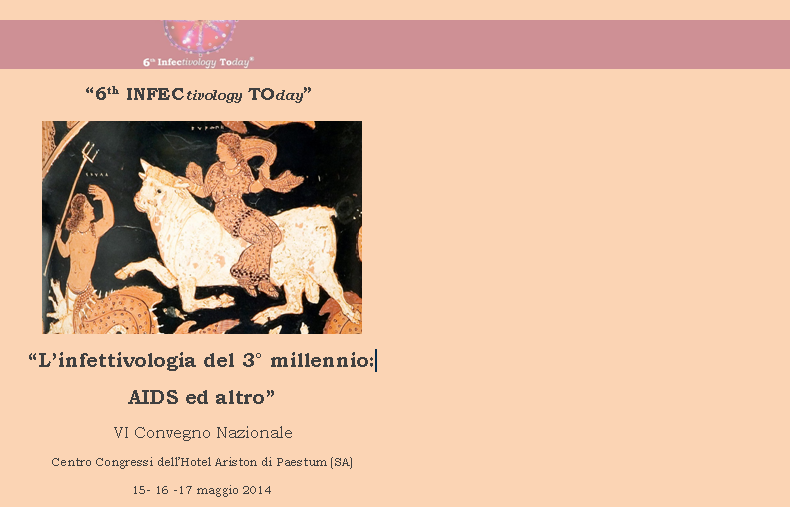 6th Infectivology Today®
“6th INFECtivology TOday”
“L’infettivologia del 3° millennio:
AIDS ed altro”
VI Convegno Nazionale
Centro Congressi dell’Hotel Ariston di Paestum (SA)
15- 16 -17 maggio 2014